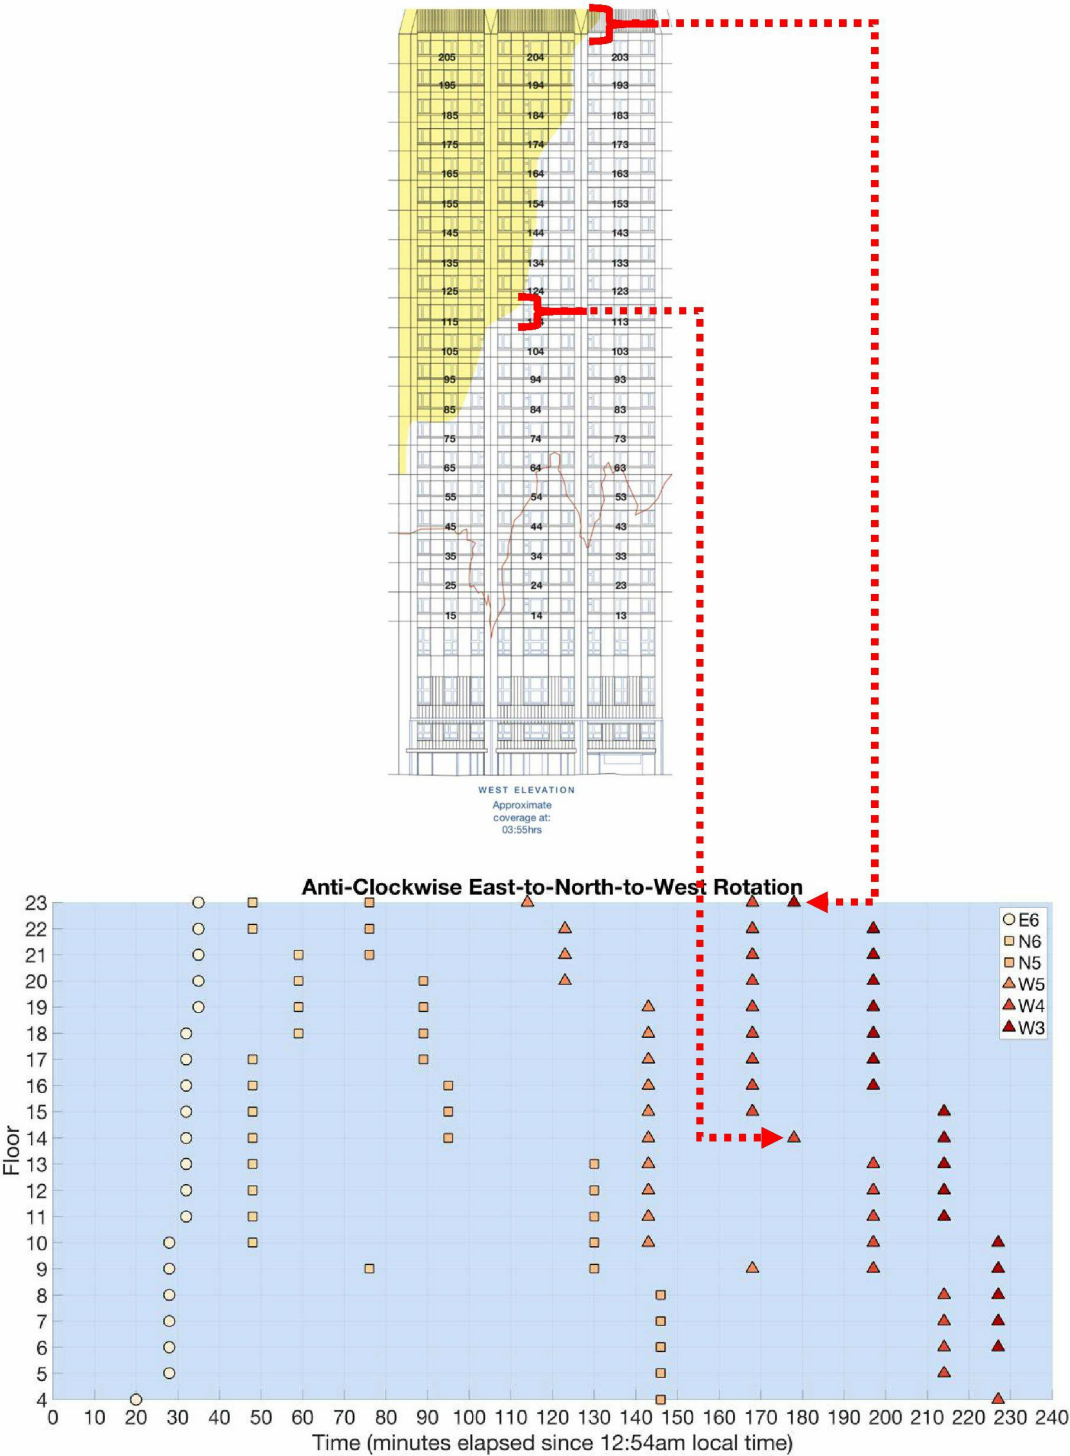 205 204 203
195 194 193
185 184 183
175 174 173
165 164 163
155 154 153
145 144 143
135 134 133
125 124 123
115 113
105 104 103
95 94 93
85 84 83
75 74 73
65 64 63
55 54 53
45 44 43
35 34 33
25 24 23
15 14 13
WEST ELEVATION
Approximate
coverage at:
03:55hrs
Anti-Clockwise East-to-North-to-West Rotation
23
22
21
20
19
18
17
16
15
14
13
12
11
10
9
8
7
6
5
4
Floor
E6
N6
N5
W5
W4
W3
0 10 20 30 40 50 60 70 80 90 100 110 120 130 140 150 160 170 180 190 200 210 220 230 240
Time (minutes elapsed since 12:54am local time)